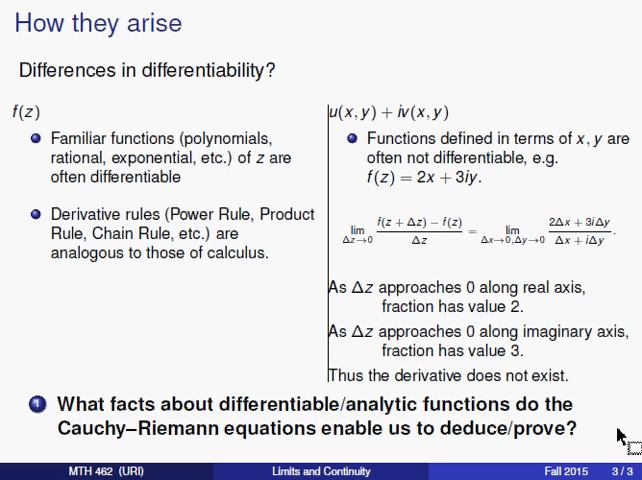 How they arise
Differences in differentiability?
f(z)
Familiar functions (polynomials,
rational, exponential, etc.) of z are
often differentiable
Derivative rules (Power Rule, Product
Rule, Chain Rule, etc.) are
analogous to those of calculus.
u(x, y) + iv(x, y)
Functions defined in terms of x, y are
often not differentiable, e.g.
f(z) = 2x + 3iy.
lim Δz→0 f(z + Δz) − f(z) / Δz = lim Δx→0,Δy→0 2Δx + 3iΔy / Δx + iΔy .
As Δz approaches 0 along real axis,
fraction has value 2.
As Δz approaches 0 along imaginary axis,
fraction has value 3.
Thus the derivative does not exist.
1 What facts about differentiable/analytic functions do the
Cauchy–Riemann equations enable us to deduce/prove?
MTH 462 (URI) Limits and Continuity Fall 2015 3 / 3